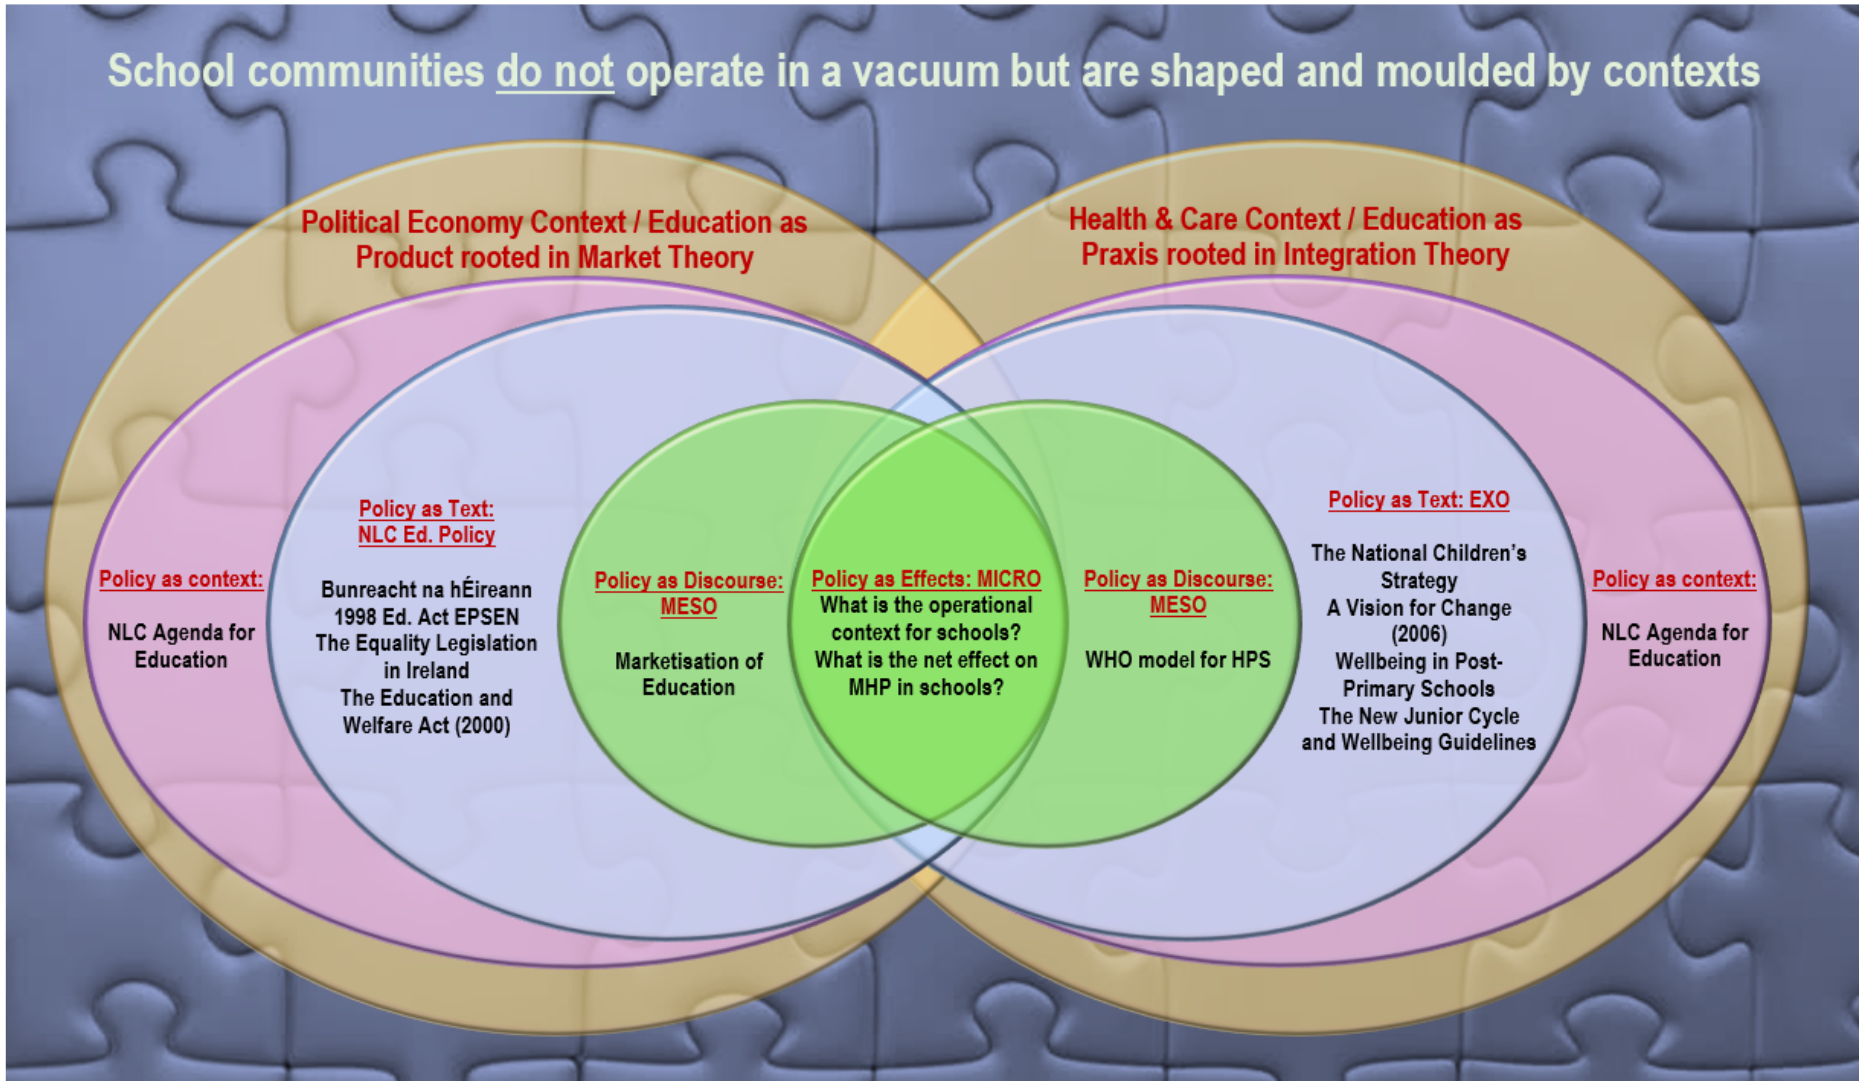 School communities do not operate in a vacuum but are shaped and moulded by contexts
Political Economy Context / Education as
Product rooted in Market Theory
Health & Care Context / Education as
Praxis rooted in Integration Theory
Policy as context:
NLC Agenda for
Education
Policy as Text:
NLC Ed. Policy
Bunreacht na hÉireann
1998 Ed. Act EPSEN
The Equality Legislation
in Ireland
The Education and
Welfare Act (2000)
Policy as Discourse:
MESO
Marketisation of
Education
Policy as Effects: MICRO
What is the operational
context for schools?
What is the net effect on
MHP in schools?
Policy as Discourse:
MESO
WHO model for HPS
Policy as Text: EXO
The National Children's
Strategy
A Vision for Change
(2006)
Wellbeing in Post-
Primary Schools
The New Junior Cycle
and Wellbeing Guidelines
Policy as context:
NLC Agenda for
Education